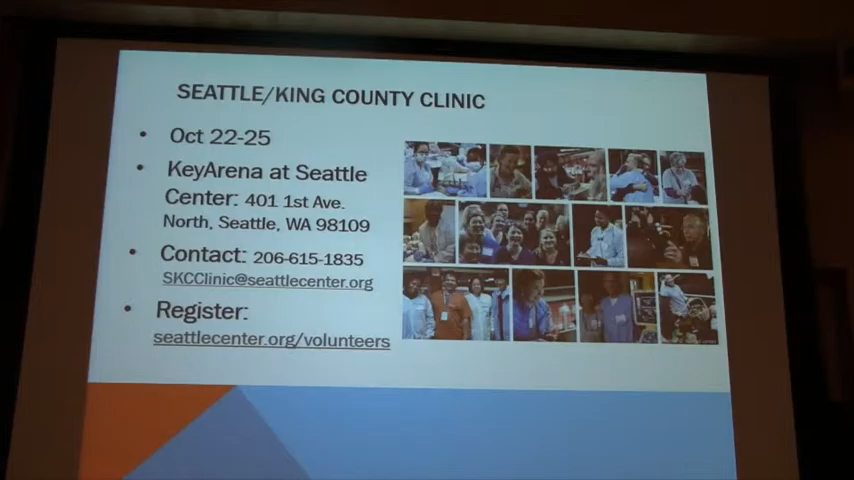 SEATTLE/KING COUNTY CLINIC
• Oct 22-25
• KeyArena at Seattle
Center: 401 1st Ave.
North, Seattle, WA 98109
• Contact: 206-615-1835
SKCClinic@seattlecenter.org
• Register:
seattlecenter.org/volunteers